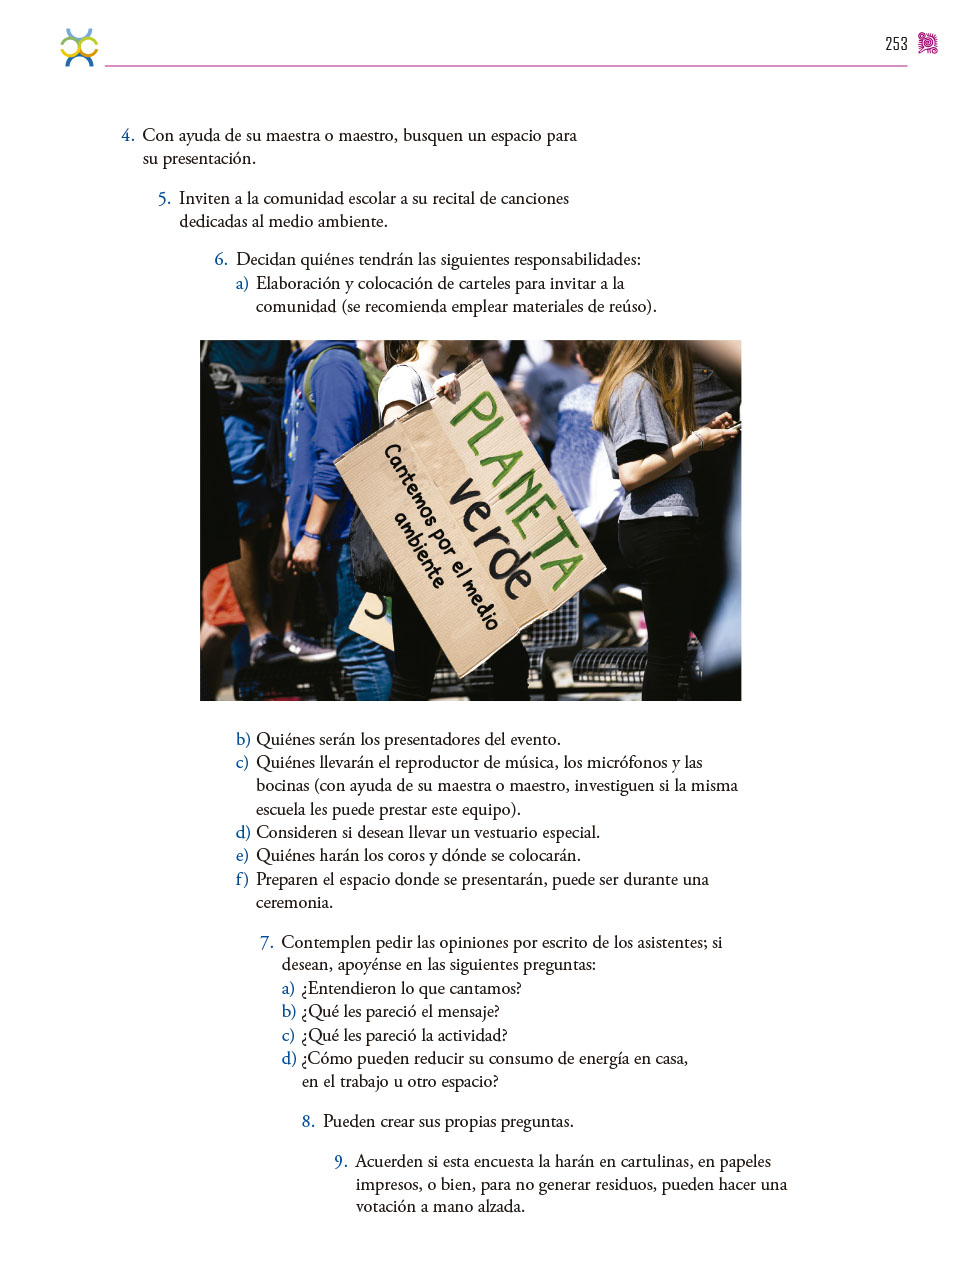 253
4. Con ayuda de su maestra o maestro, busquen un espacio para
su presentación.
5. Inviten a la comunidad escolar a su recital de canciones
dedicadas al medio ambiente.
6. Decidan quiénes tendrán las siguientes responsabilidades:
a) Elaboración y colocación de carteles para invitar a la
comunidad (se recomienda emplear materiales de reúso).
PLANETA
verde
Cantemos por el medio
ambiente
b) Quiénes serán los presentadores del evento.
c) Quiénes llevarán el reproductor de música, los micrófonos y las
bocinas (con ayuda de su maestra o maestro, investiguen si la misma
escuela les puede prestar este equipo).
d) Consideren si desean llevar un vestuario especial.
e) Quiénes harán los coros y dónde se colocarán.
f) Preparen el espacio donde se presentarán, puede ser durante una
ceremonia.
7. Contemplen pedir las opiniones por escrito de los asistentes; si
desean, apoyénse en las siguientes preguntas:
a) ¿Entendieron lo que cantamos?
b) ¿Qué les pareció el mensaje?
c) ¿Qué les pareció la actividad?
d) ¿Cómo pueden reducir su consumo de energía en casa,
en el trabajo u otro espacio?
8. Pueden crear sus propias preguntas.
9. Acuerden si esta encuesta la harán en cartulinas, en papeles
impresos, o bien, para no generar residuos, pueden hacer una
votación a mano alzada.